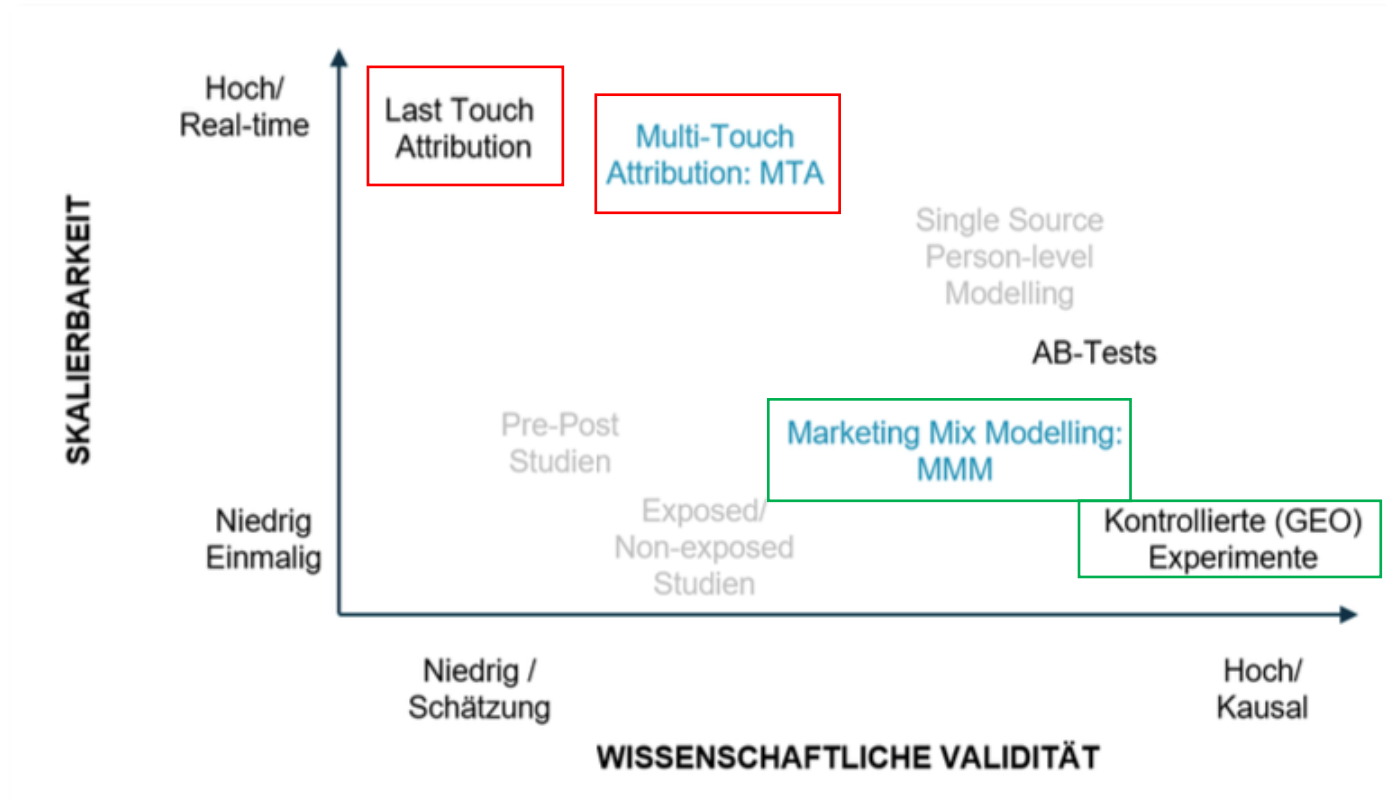 SKALIERBARKEIT
Hoch/
Real-time
Last Touch
Attribution
Multi-Touch
Attribution: MTA
Single Source
Person-level
Modelling
AB-Tests
Pre-Post
Studien
Marketing Mix Modelling:
MMM
Exposed/
Non-exposed
Studien
Kontrollierte (GEO)
Experimente
Niedrig
Einmalig
Niedrig /
Schätzung
Hoch/
Kausal
WISSENSCHAFTLICHE VALIDITÄT